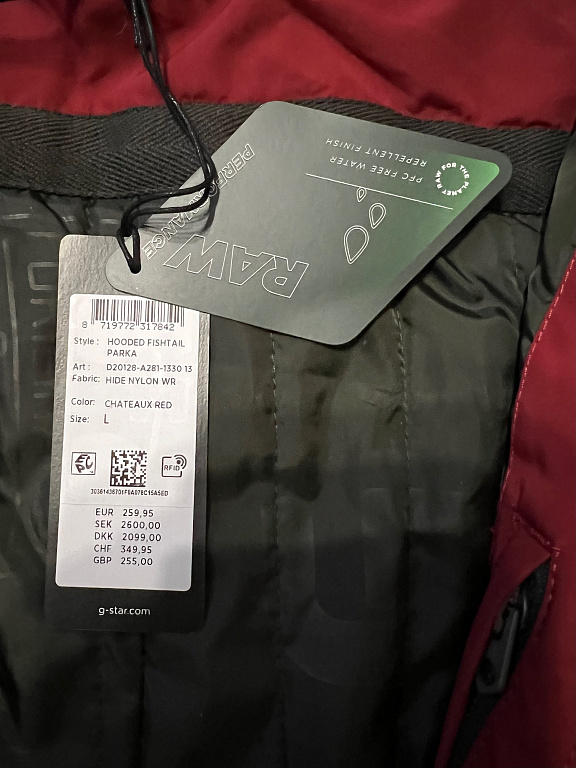 PFC FREE WATER
REPELLENT FINISH
RAW FOR THE PLANET
RAW
PERFORMANCE
8 719772 317842
Style : HOODED FISHTAIL
PARKA
Art : D20128-A281-1330 13
Fabric: HIDE NYLON WR
Color: CHATEAUX RED
Size: L
RFID
30361436701F0A078C15A5ED
EUR 259,95
SEK 2600,00
DKK 2099,00
CHF 349,95
GBP 255,00
g-star.com